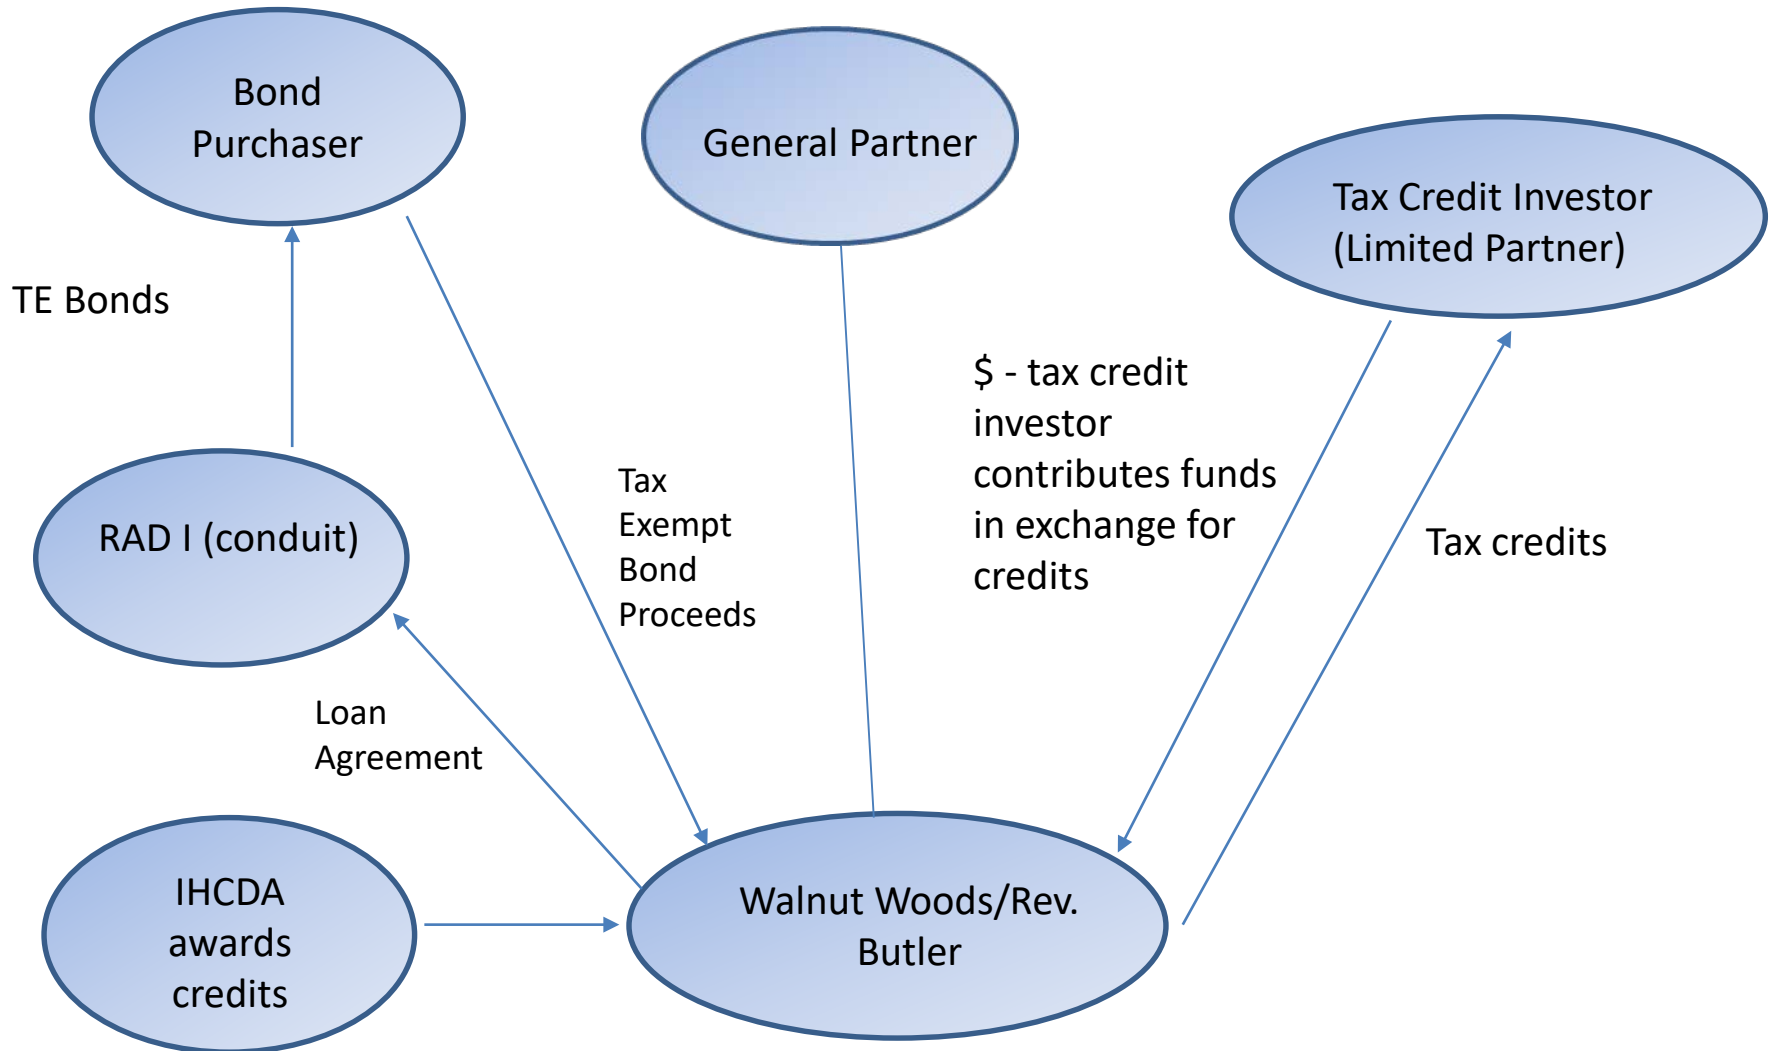 Bond
Purchaser
General Partner
Tax Credit Investor
(Limited Partner)
TE Bonds
$ - tax credit
investor
contributes funds
in exchange for
credits
Tax
Exempt
Bond
Proceeds
RAD I (conduit)
Tax credits
Loan
Agreement
IHCDA
awards
credits
Walnut Woods/Rev.
Butler